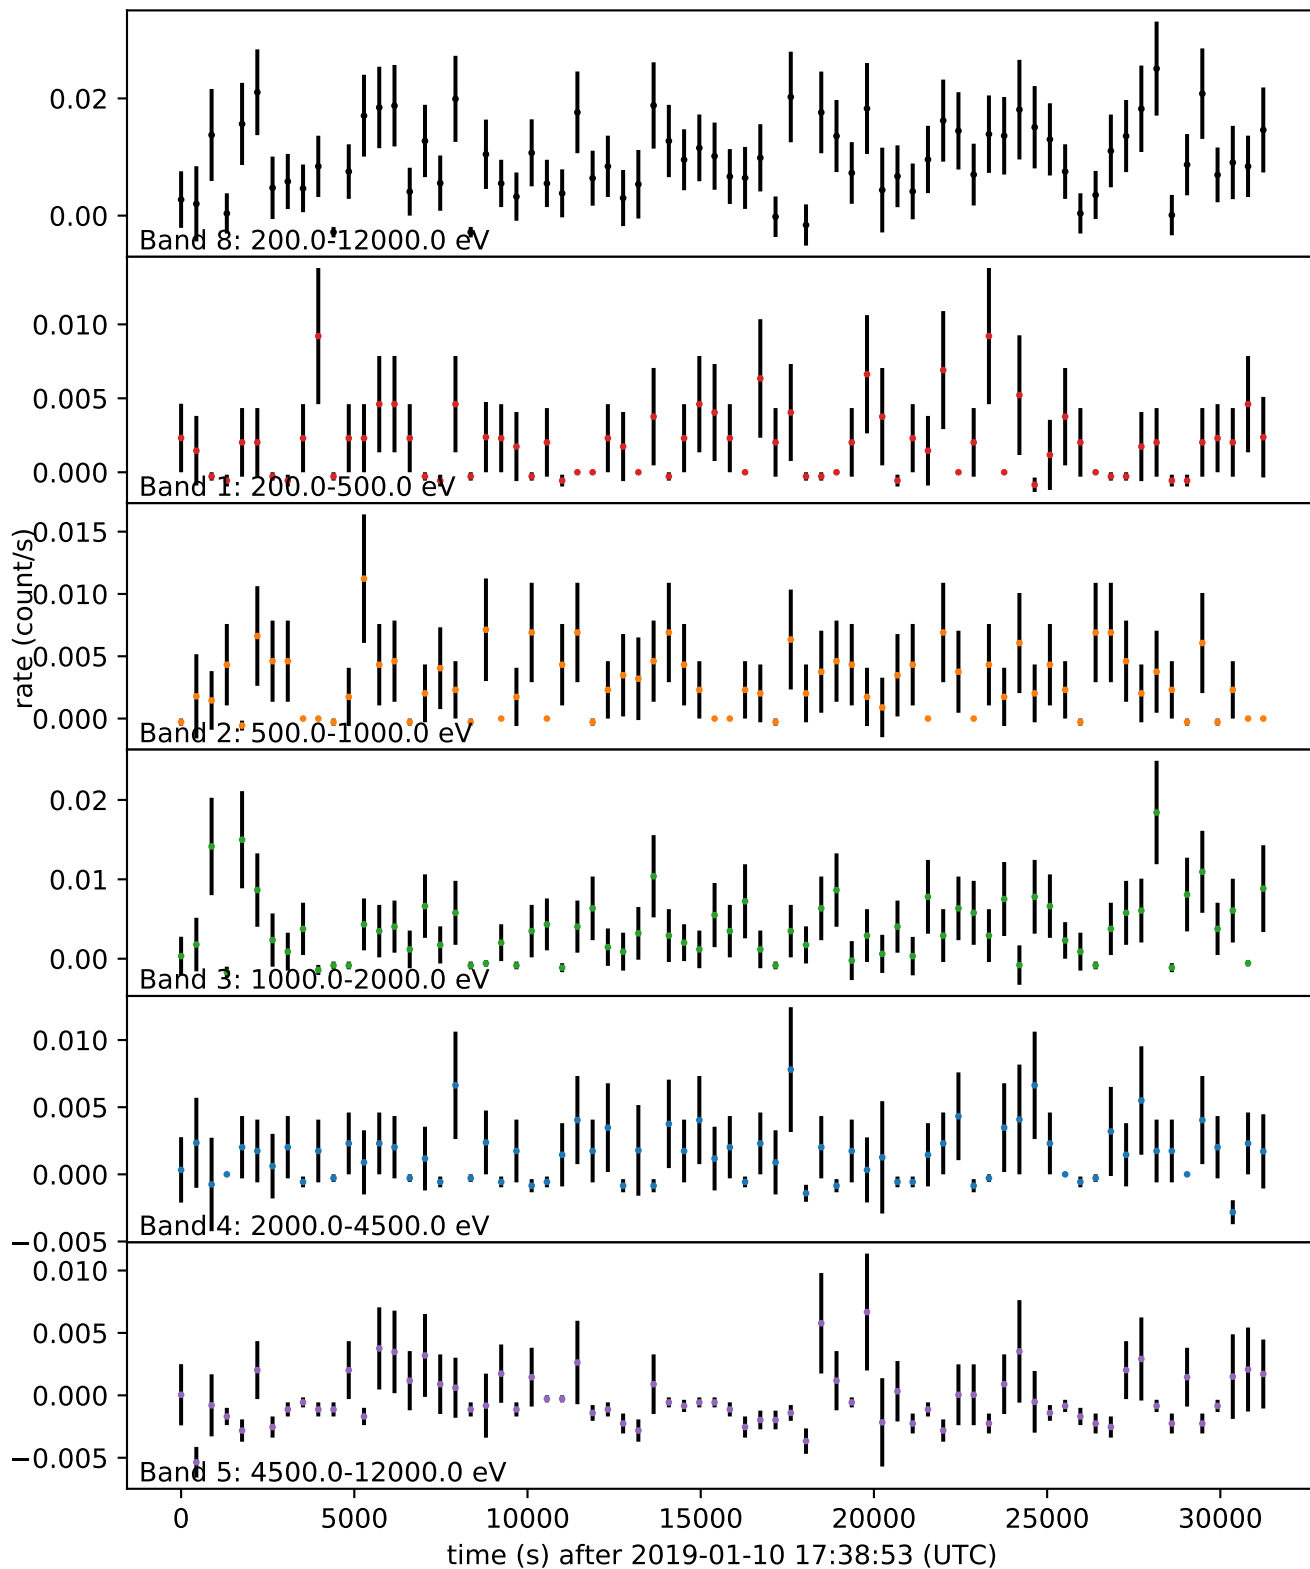 0.02
0.00
Band 8: 200.0-12000.0 eV
0.010
0.005
0.000
Band 1: 200.0-500.0 eV
rate (count/s)
0.015
0.010
0.005
0.000
Band 2: 500.0-1000.0 eV
0.02
0.01
0.00
Band 3: 1000.0-2000.0 eV
0.010
0.005
0.000
−0.005
Band 4: 2000.0-4500.0 eV
0.010
0.005
0.000
−0.005
Band 5: 4500.0-12000.0 eV
0 5000 10000 15000 20000 25000 30000
time (s) after 2019-01-10 17:38:53 (UTC)